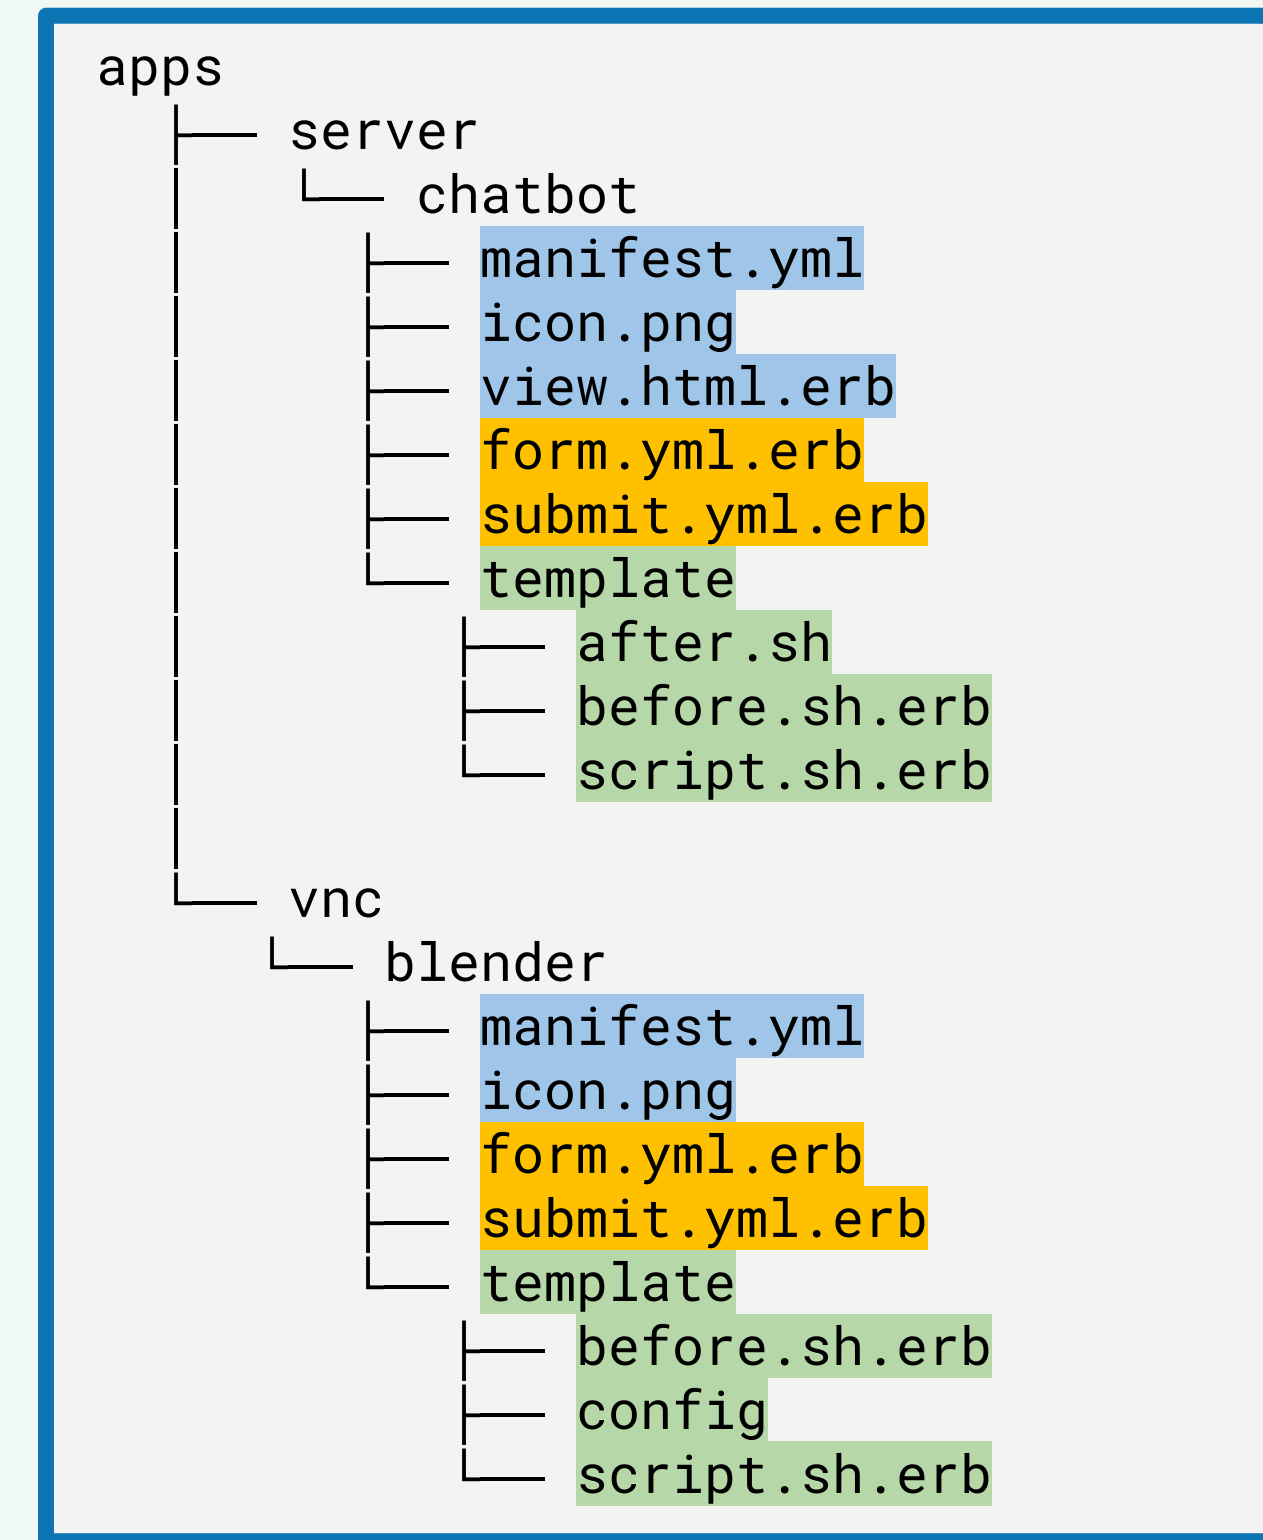 apps
server
chatbot
manifest.yml
icon.png
view.html.erb
form.yml.erb
submit.yml.erb
template
after.sh
before.sh.erb
script.sh.erb
vnc
blender
manifest.yml
icon.png
form.yml.erb
submit.yml.erb
template
before.sh.erb
config
script.sh.erb